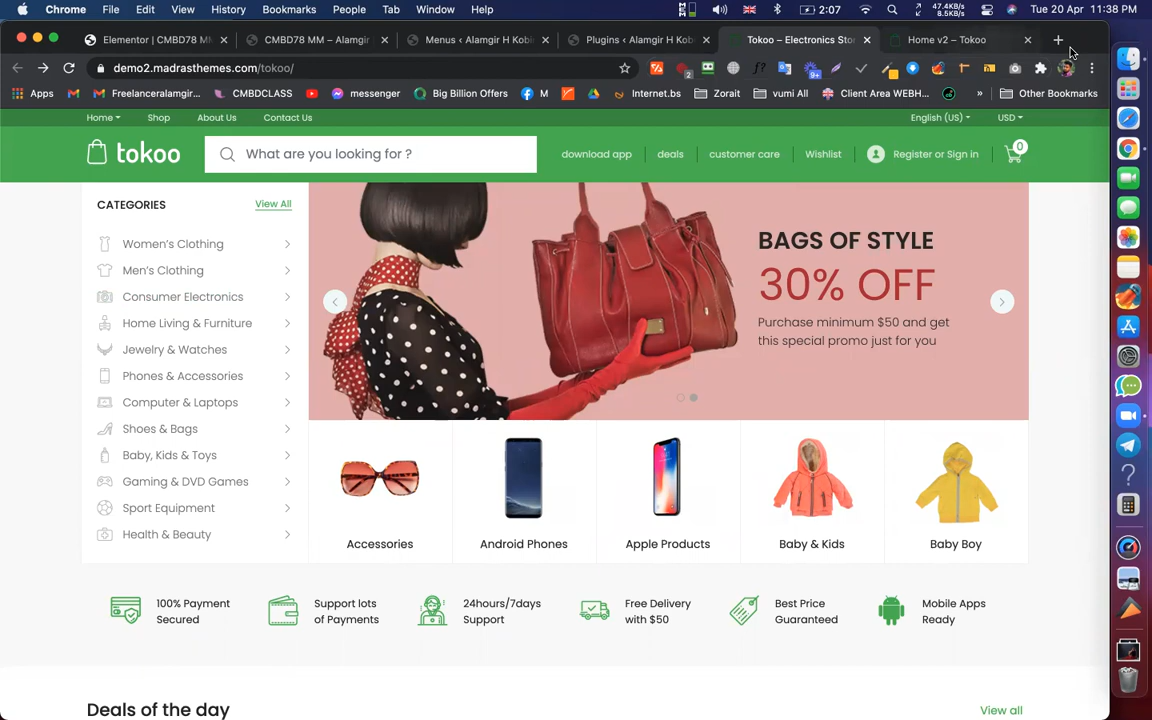 Chrome File Edit View History Bookmarks People Tab Window Help 2:07 47.4KB/s 8.5KB/s Tue 20 Apr 11:38 PM
Elementor | CMBD78 M CMBD78 MM – Alamgir Menus ‹ Alamgir H Kobi Plugins ‹ Alamgir H Kob Tokoo – Electronics Sto Home v2 – Tokoo
demo2.madrasthemes.com/tokoo/
Apps Freelanceralamgir... CMBDCLASS messenger Big Billion Offers M Internet.bs Zorait vumi All Client Area WEBH... » Other Bookmarks
Home Shop About Us Contact Us English (US) USD
tokoo What are you looking for ? download app deals customer care Wishlist Register or Sign in 0
CATEGORIES View All
Women's Clothing
Men's Clothing
Consumer Electronics
Home Living & Furniture
Jewelry & Watches
Phones & Accessories
Computer & Laptops
Shoes & Bags
Baby, Kids & Toys
Gaming & DVD Games
Sport Equipment
Health & Beauty
BAGS OF STYLE
30% OFF
Purchase minimum $50 and get
this special promo just for you
Accessories Android Phones Apple Products Baby & Kids Baby Boy
100% Payment
Secured
Support lots
of Payments
24hours/7days
Support
Free Delivery
with $50
Best Price
Guaranteed
Mobile Apps
Ready
Deals of the day View all